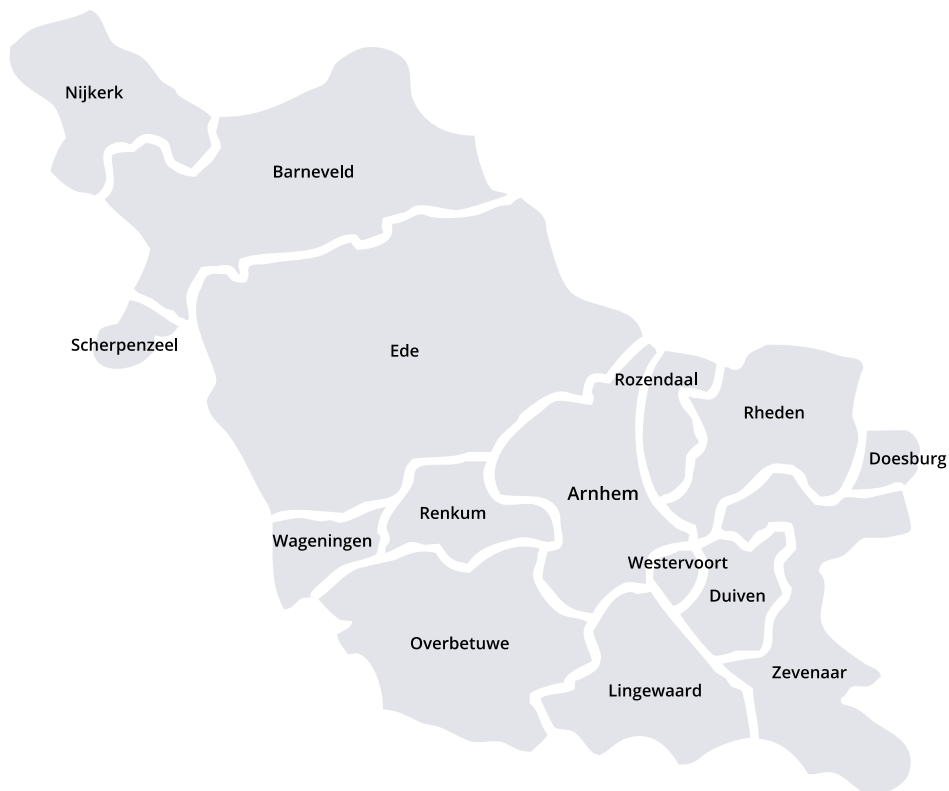 Nijkerk
Barneveld
Scherpenzeel
Ede
Rozendaal
Rheden
Doesburg
Arnhem
Renkum
Wageningen
Westervoort
Duiven
Overbetuwe
Zevenaar
Lingewaard